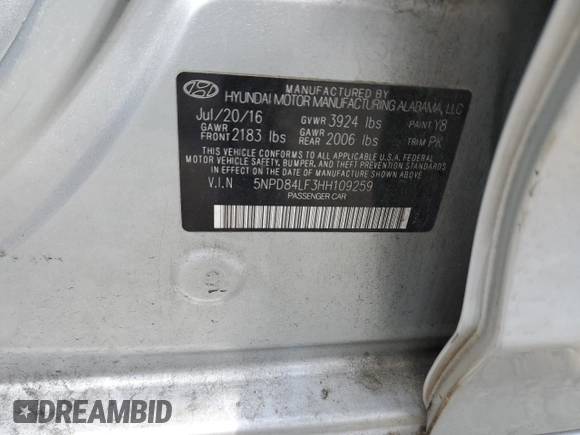 MANUFACTURED BY
HYUNDAI MOTOR MANUFACTURING ALABAMA, LLC
Jul/20/16 GVWR 3924 lbs PAINT Y8
GAWR FRONT 2183 lbs GAWR REAR 2006 lbs TRIM PK
THIS VEHICLE CONFORMS TO ALL APPLICABLE U.S.A. FEDERAL
MOTOR VEHICLE SAFETY, BUMPER, AND THEFT PREVENTION STANDARDS
IN EFFECT ON THE DATE OF MANUFACTURE SHOWN ABOVE.
V.I.N 5NPD84LF3HH109259
PASSENGER CAR
DREAMBID